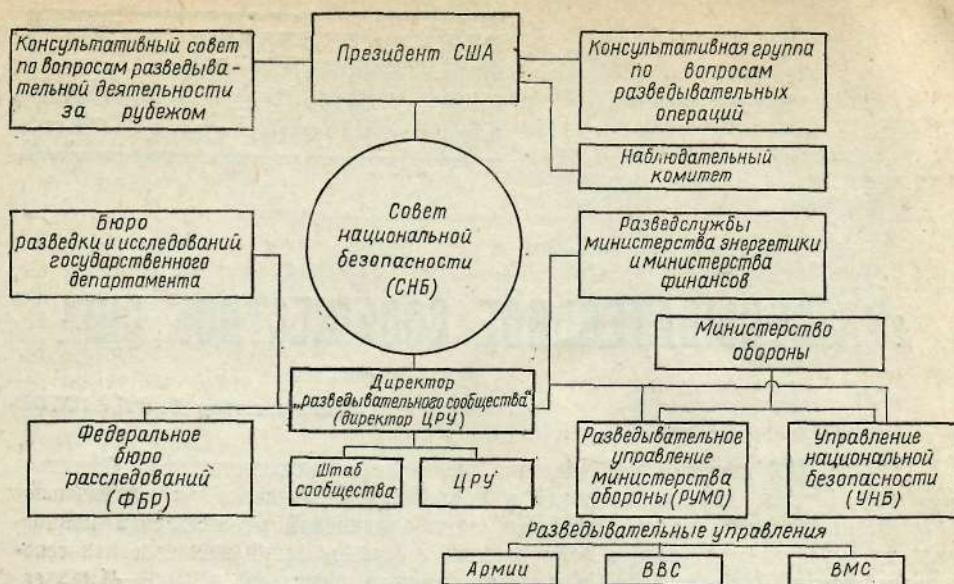 Консультативный совет
по вопросам разведыва-
тельной деятельности
за рубежом
Президент США
Консультативная группа
по вопросам
разведывательных
операций
Наблюдательный
комитет
Бюро
разведки и исследований
государственного
департамента
Совет
национальной
безопасности
(СНБ)
Разведслужбы
министерства энергетики
и министерства
финансов
Министерство
обороны
Директор
„разведывательного сообщества“
(директор ЦРУ)
Федеральное
бюро
расследований
(ФБР)
Штаб
сообщества
ЦРУ
Разведывательное
управление
министерства
обороны (РУМО)
Управление
национальной
безопасности
(УНБ)
Разведывательные управления
Армии
ВВС
ВМС